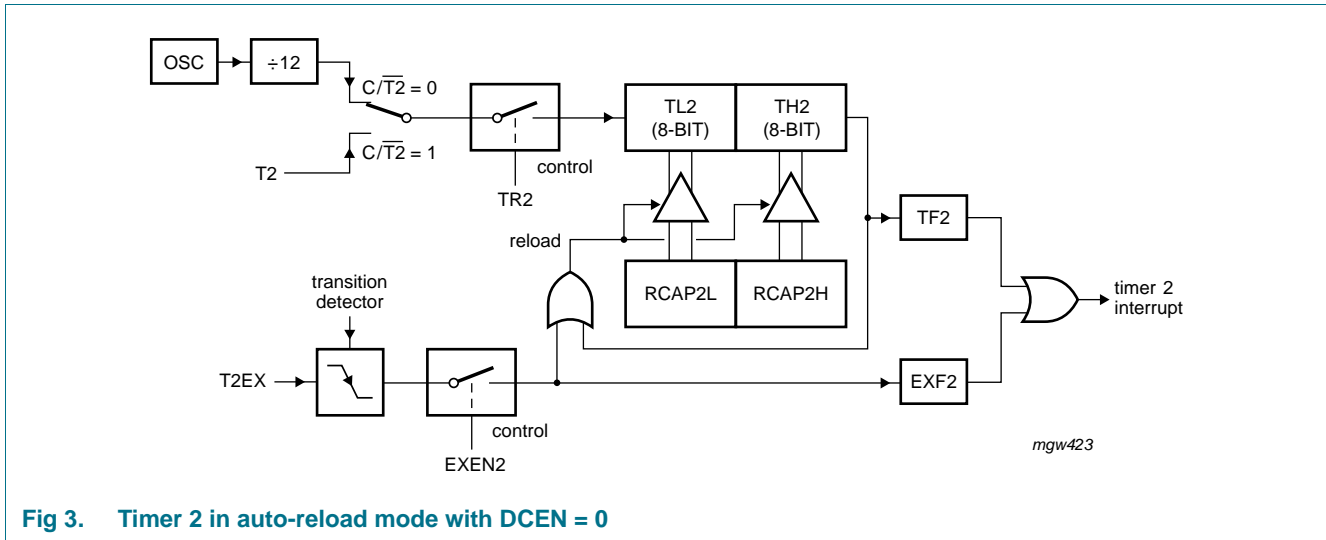 OSC
÷12
C/T2 = 0
C/T2 = 1
T2
control
TR2
TL2
(8-BIT)
TH2
(8-BIT)
reload
RCAP2L
RCAP2H
TF2
timer 2
interrupt
transition
detector
T2EX
control
EXEN2
EXF2
mgw423
Fig 3. Timer 2 in auto-reload mode with DCEN = 0